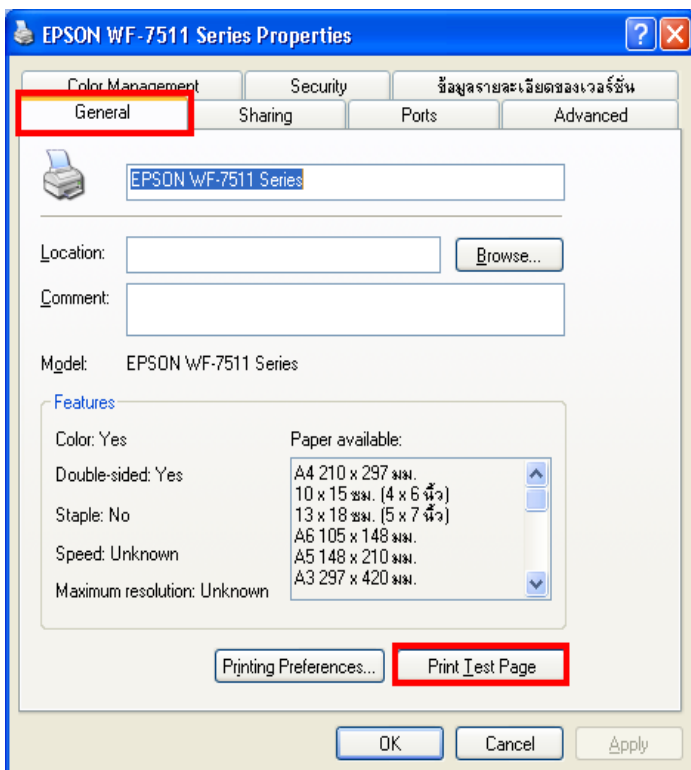 EPSON WF-7511 Series Properties
Color Management Security ข้อมูลรายละเอียดของเวอร์ชั่น
General Sharing Ports Advanced
EPSON WF-7511 Series
Location:
Browse...
Comment:
Model: EPSON WF-7511 Series
Features
Color: Yes
Double-sided: Yes
Staple: No
Speed: Unknown
Maximum resolution: Unknown
Paper available:
A4 210 x 297 มม.
10 x 15 ซม. (4 x 6 นิ้ว)
13 x 18 ซม. (5 x 7 นิ้ว)
A6 105 x 148 มม.
A5 148 x 210 มม.
A3 297 x 420 มม.
Printing Preferences... Print Test Page
OK Cancel Apply